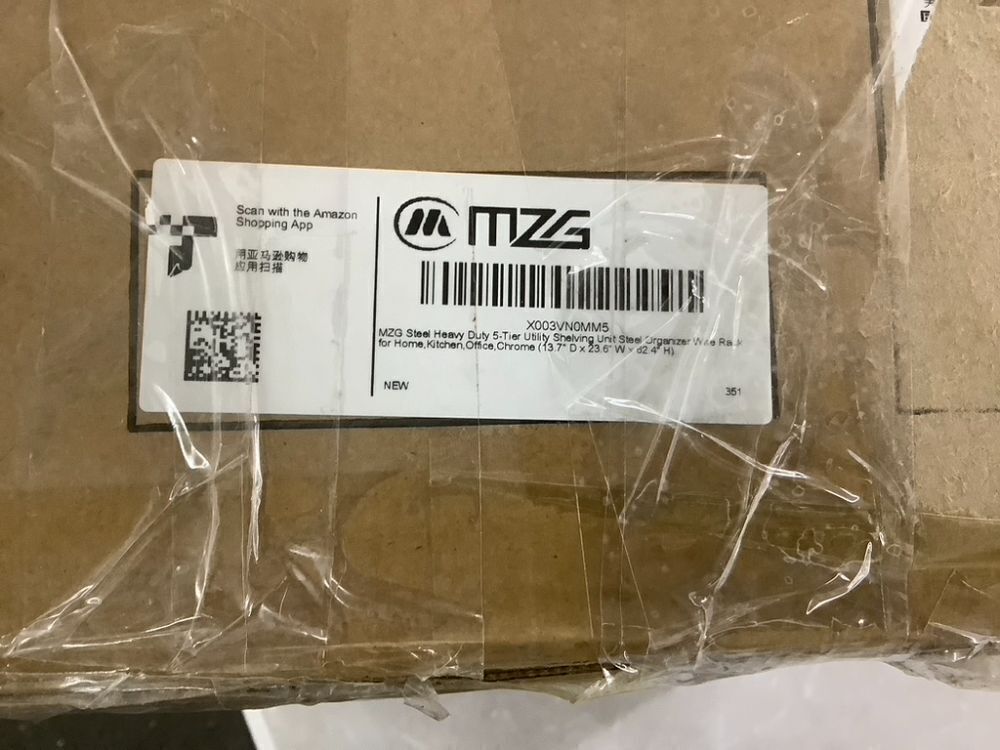 Scan with the Amazon
Shopping App
用亚马逊购物
应用扫描
MZG
X003VN0MM5
MZG Steel Heavy Duty 5-Tier Utility Shelving Unit Steel Organizer Wire Rack
for Home,Kitchen,Office,Chrome (13.7" D x 23.6" W x 62.4" H)
NEW
351